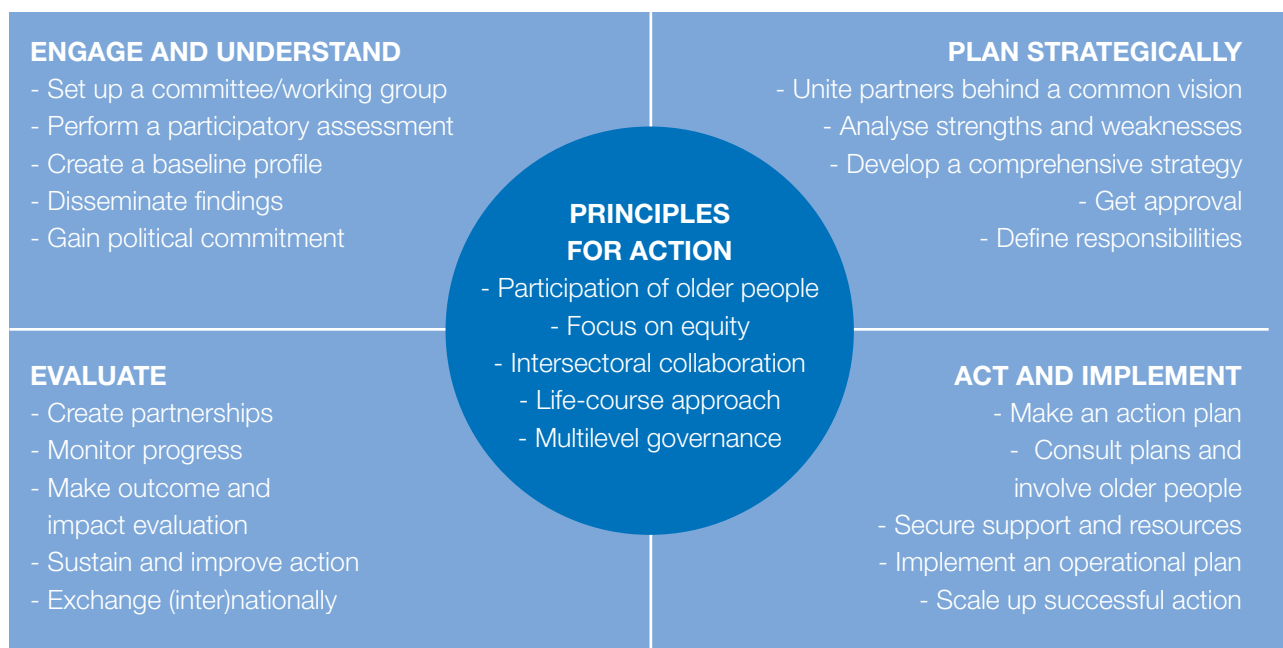 ENGAGE AND UNDERSTAND
- Set up a committee/working group
- Perform a participatory assessment
- Create a baseline profile
- Disseminate findings
- Gain political commitment
PLAN STRATEGICALLY
- Unite partners behind a common vision
- Analyse strengths and weaknesses
- Develop a comprehensive strategy
- Get approval
- Define responsibilities
PRINCIPLES
FOR ACTION
- Participation of older people
- Focus on equity
- Intersectoral collaboration
- Life-course approach
- Multilevel governance
EVALUATE
- Create partnerships
- Monitor progress
- Make outcome and
impact evaluation
- Sustain and improve action
- Exchange (inter)nationally
ACT AND IMPLEMENT
- Make an action plan
- Consult plans and
involve older people
- Secure support and resources
- Implement an operational plan
- Scale up successful action